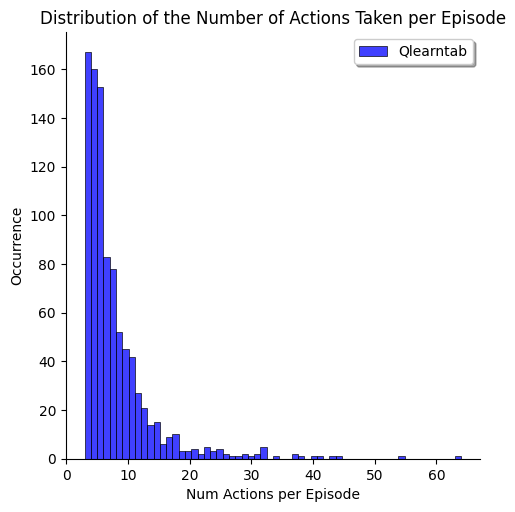 Distribution of the Number of Actions Taken per Episode
Qlearntab
160
140
120
100
80
60
40
20
0
Occurrence
0 10 20 30 40 50 60
Num Actions per Episode